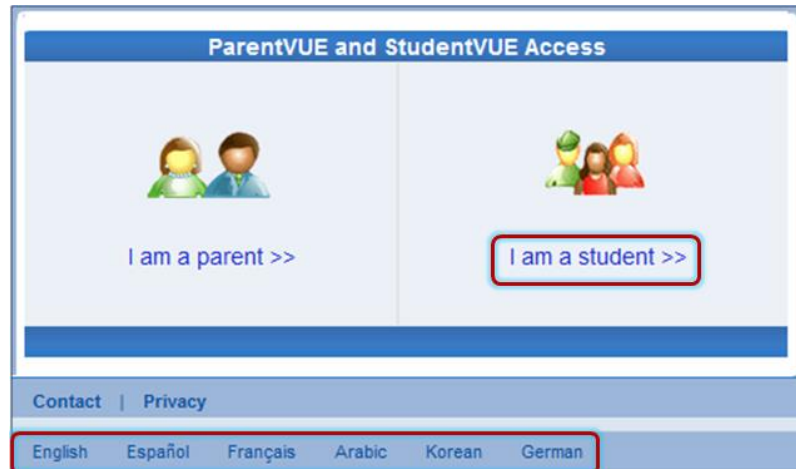 ParentVUE and StudentVUE Access
I am a parent >>
I am a student >>
Contact | Privacy
English Español Français Arabic Korean German